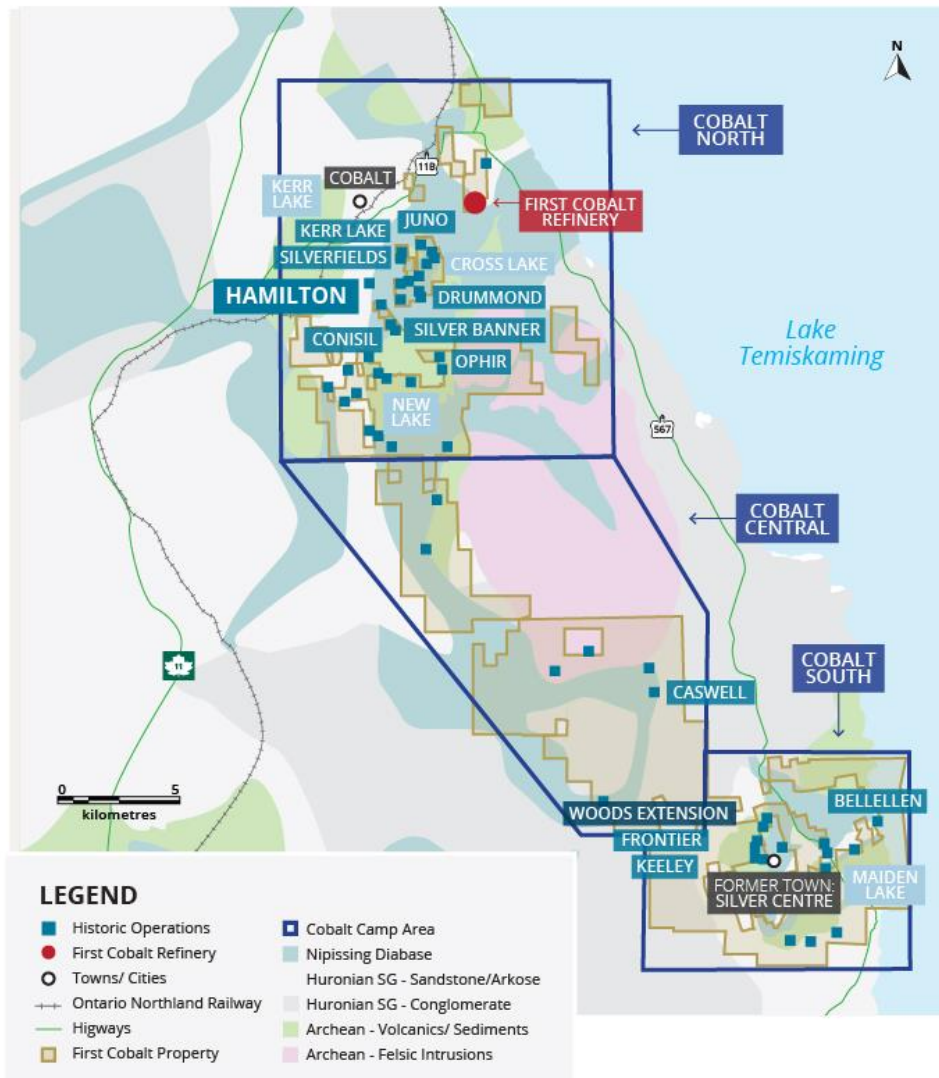 N
COBALT
NORTH
11B
COBALT
KERR
LAKE
FIRST COBALT
REFINERY
JUNO
KERR LAKE
SILVERFIELDS
CROSS LAKE
HAMILTON
DRUMMOND
SILVER BANNER
CONISIL
OPHIR
Lake
Temiskaming
NEW
LAKE
567
COBALT
CENTRAL
11
COBALT
SOUTH
CASWELL
0 5
kilometres
WOODS EXTENSION
BELLELLEN
FRONTIER
KEELEY
FORMER TOWN:
SILVER CENTRE
MAIDEN
LAKE
LEGEND
Historic Operations
First Cobalt Refinery
Towns/ Cities
Ontario Northland Railway
Higways
First Cobalt Property
Cobalt Camp Area
Nipissing Diabase
Huronian SG - Sandstone/Arkose
Huronian SG - Conglomerate
Archean - Volcanics/ Sediments
Archean - Felsic Intrusions